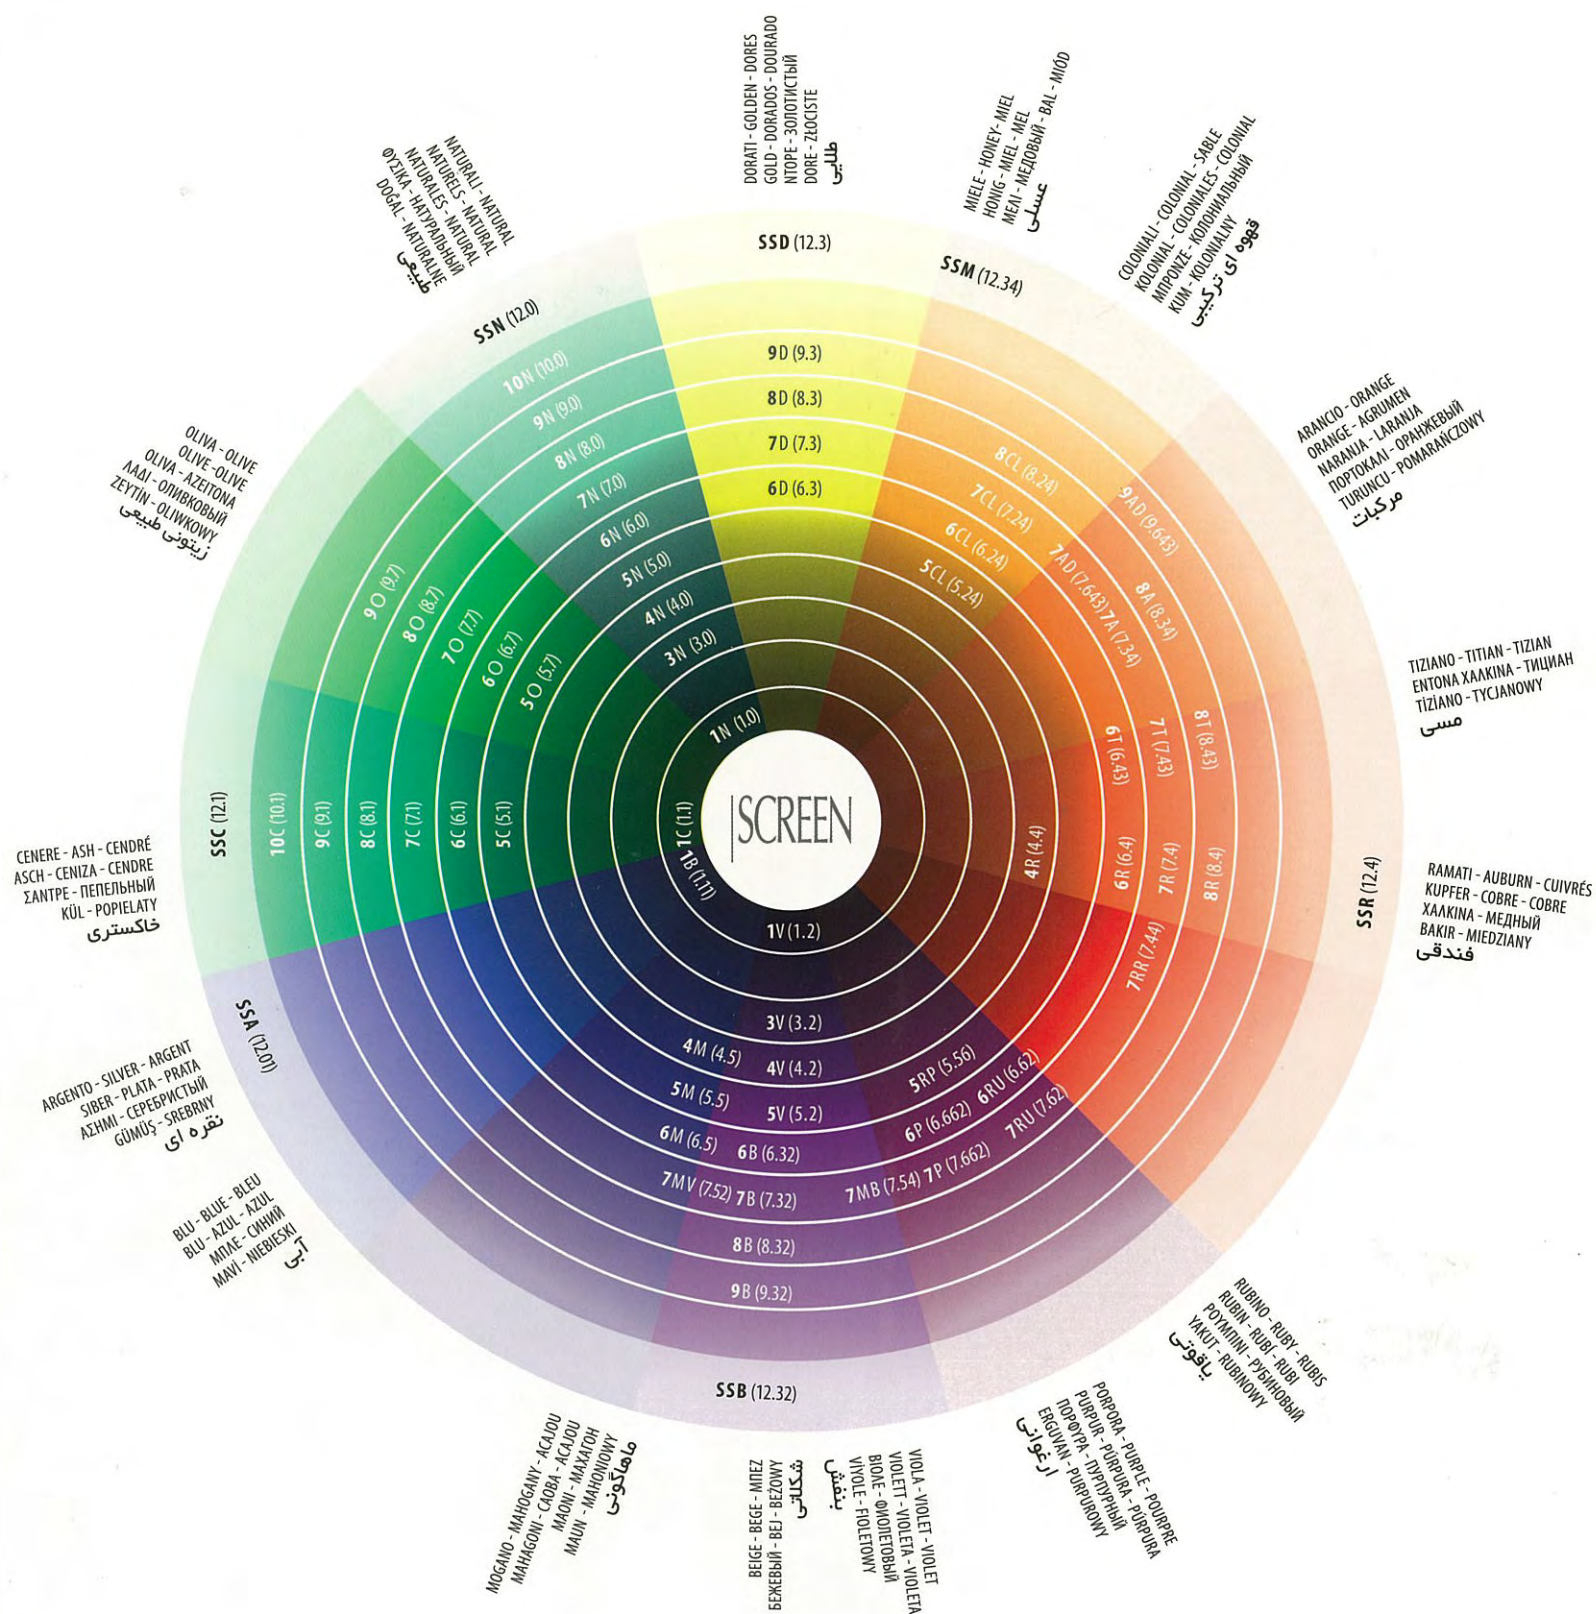 DORATI - GOLDEN - DORES
GOLD - DORADOS - DOURADO
ΝΤΟΡΕ - ЗОЛОТИСТЫЙ
DORE - ZŁOCISTE
طلایی
MIELE - HONEY- MIEL
HONIG - MIEL - MEL
ΜΕΛΙ - МЕДОВЫЙ - BAL - MIÓD
عسلی
COLONIALI - COLONIAL - SABLE
KOLONIAL - COLONIALES - COLONIAL
ΜΠΡΟΝΖΕ - КОЛОНИАЛЬНЫЙ
KUM - KOLONIALNY
قهوه ای ترکیبی
ARANCIO - ORANGE
ORANGE - AGRUMEN
NARANJA - LARANJA
ΠΟΡΤΟΚΑΛΙ - ОРАНЖЕВЫЙ
TURUNCU - POMARAŃCZOWY
مرکبات
TIZIANO - TITIAN - TIZIAN
ΕΝΤΟΝΑ ΧΑΛΚΙΝΑ - ТИЦИАН
TİZİANO - TYCJANOWY
مسی
RAMATI - AUBURN - CUIVRÉS
KUPFER - COBRE - COBRE
ΧΑΛΚΙΝΑ - МЕДНЫЙ
BAKIR - MIEDZIANY
فندقی
RUBINO - RUBY - RUBIS
RUBIN - RUBÍ - RUBI
ΡΟΥΜΠΙΝΙ - РУБИНОВЫЙ
YAKUT - RUBINOWY
یاقوتی
PORPORA - PURPLE - POURPRE
PURPUR - PÚRPURA - PÚRPURA
ΠΟΡΦΥΡΑ - ПУРПУРНЫЙ
ERGUVAN - PURPUROWY
ارغوانی
VIOLA - VIOLET - VIOLET
VIOLETT - VIOLETA - VIOLETA
ΒΙΟΛΕ - ФИОЛЕТОВЫЙ
VİYOLE - FIOLETOWY
بنفش
BEIGE - BEGE - ΜΠΕΖ
БЕЖЕВЫЙ - BEJ - BEŻOWY
شکلاتی
MOGANO - MAHOGANY - ACAJOU
MAHAGONI - CAOBA - ACAJOU
ΜΑΟΝΙ - МАХАГОН
MAUN - MAHONIOWY
ماهاگونی
BLU - BLUE - BLEU
BLU - AZUL - AZUL
ΜΠΛΕ - СИНИЙ
MAVİ - NIEBIESKI
آبی
ARGENTO - SILVER - ARGENT
SIBER - PLATA - PRATA
ΑΣΗΜΙ - СЕРЕБРИСТЫЙ
GÜMÜŞ - SREBRNY
نقره ای
CENERE - ASH - CENDRÉ
ASCH - CENIZA - CENDRE
ΣΑΝΤΡΕ - ПЕПЕЛЬНЫЙ
KÜL - POPIELATY
خاکستری
OLIVA - OLIVE
OLIVE -OLIVE
OLIVA - AZEITONA
ΛΑΔΙ - ОЛИВКОВЫЙ
ZEYTİN - OLIWKOWY
زیتونی طبیعی
NATURALI - NATURAL
NATURELS - NATURAL
NATURALES - NATURAL
ΦΥΣΙΚΑ - НАТУРАЛЬНЫЙ
DOĞAL - NATURALNE
طبیعی
SSD (12.3)
9D (9.3)
8D (8.3)
7D (7.3)
6D (6.3)
SSM (12.34)
8CL (8.24)
7CL (7.24)
6CL (6.24)
5CL (5.24)
9AD (9.643)
7AD (7.643)
8A (8.34)
7A (7.34)
8T (8.43)
7T (7.43)
6T (6.43)
SSR (12.4)
8R (8.4)
7R (7.4)
6R (6.4)
4R (4.4)
7RR (7.44)
7RU (7.62)
6RU (6.62)
5RP (5.56)
6P (6.662)
7P (7.662)
7MB (7.54)
1V (1.2)
3V (3.2)
4V (4.2)
5V (5.2)
6B (6.32)
7B (7.32)
8B (8.32)
9B (9.32)
SSB (12.32)
4M (4.5)
5M (5.5)
6M (6.5)
7MV (7.52)
SSA (12.01)
1B (1.11)
SSC (12.1)
10C (10.1)
9C (9.1)
8C (8.1)
7C (7.1)
6C (6.1)
5C (5.1)
1C (1.1)
9O (9.7)
8O (8.7)
7O (7.7)
6O (6.7)
5O (5.7)
SSN (12.0)
10N (10.0)
9N (9.0)
8N (8.0)
7N (7.0)
6N (6.0)
5N (5.0)
4N (4.0)
3N (3.0)
1N (1.0)
SCREEN